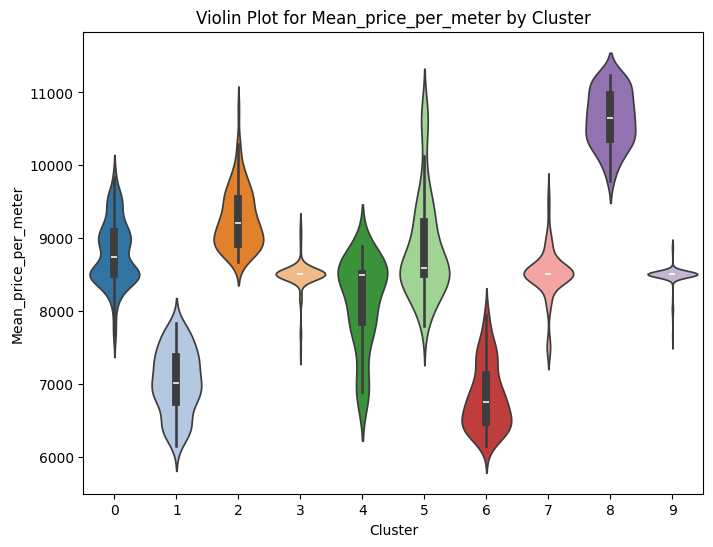 Violin Plot for Mean_price_per_meter by Cluster
Mean_price_per_meter
11000
10000
9000
8000
7000
6000
0 1 2 3 4 5 6 7 8 9
Cluster